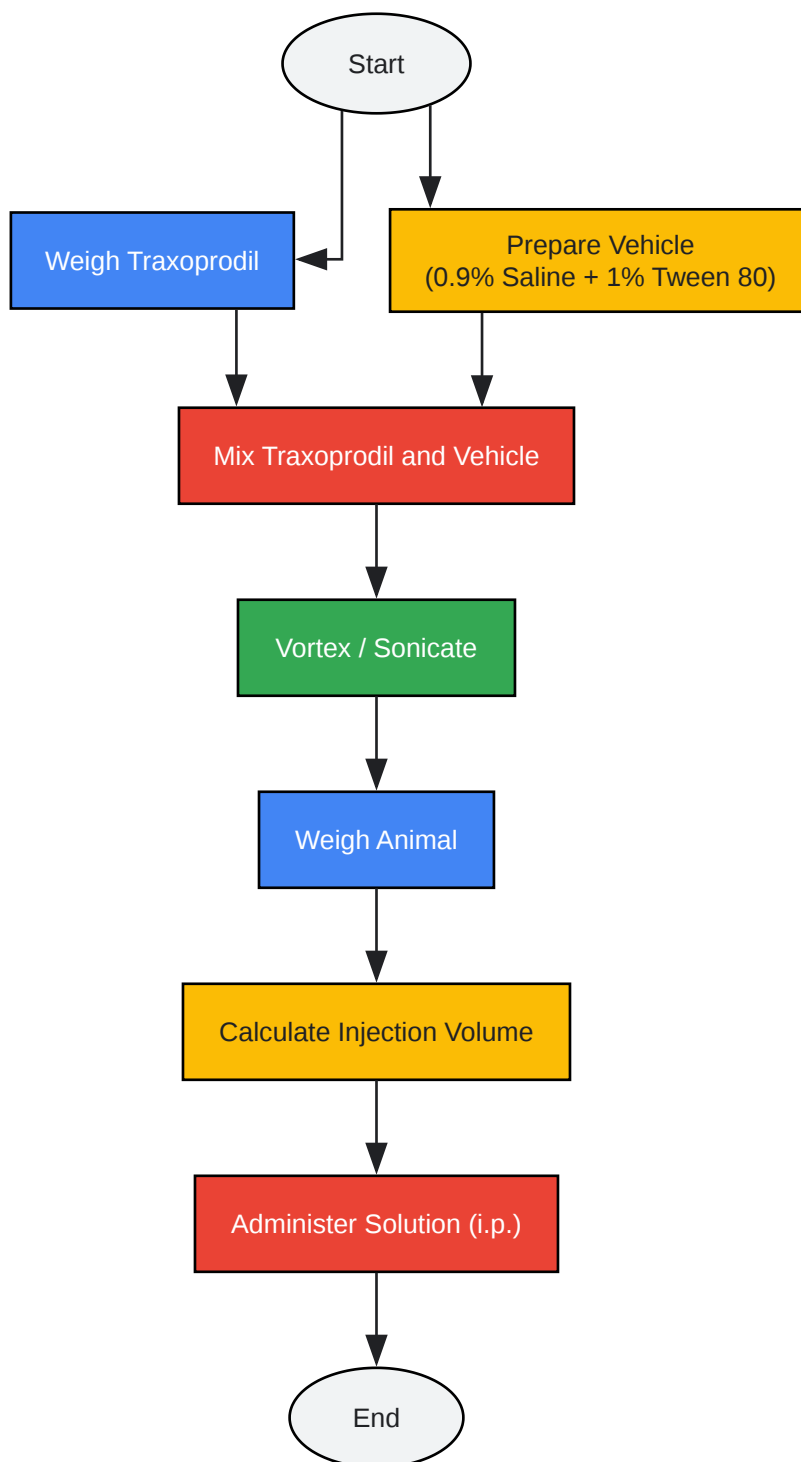 Start
Weigh Traxoprodil
Prepare Vehicle
(0.9% Saline + 1% Tween 80)
Mix Traxoprodil and Vehicle
Vortex / Sonicate
Weigh Animal
Calculate Injection Volume
Administer Solution (i.p.)
End